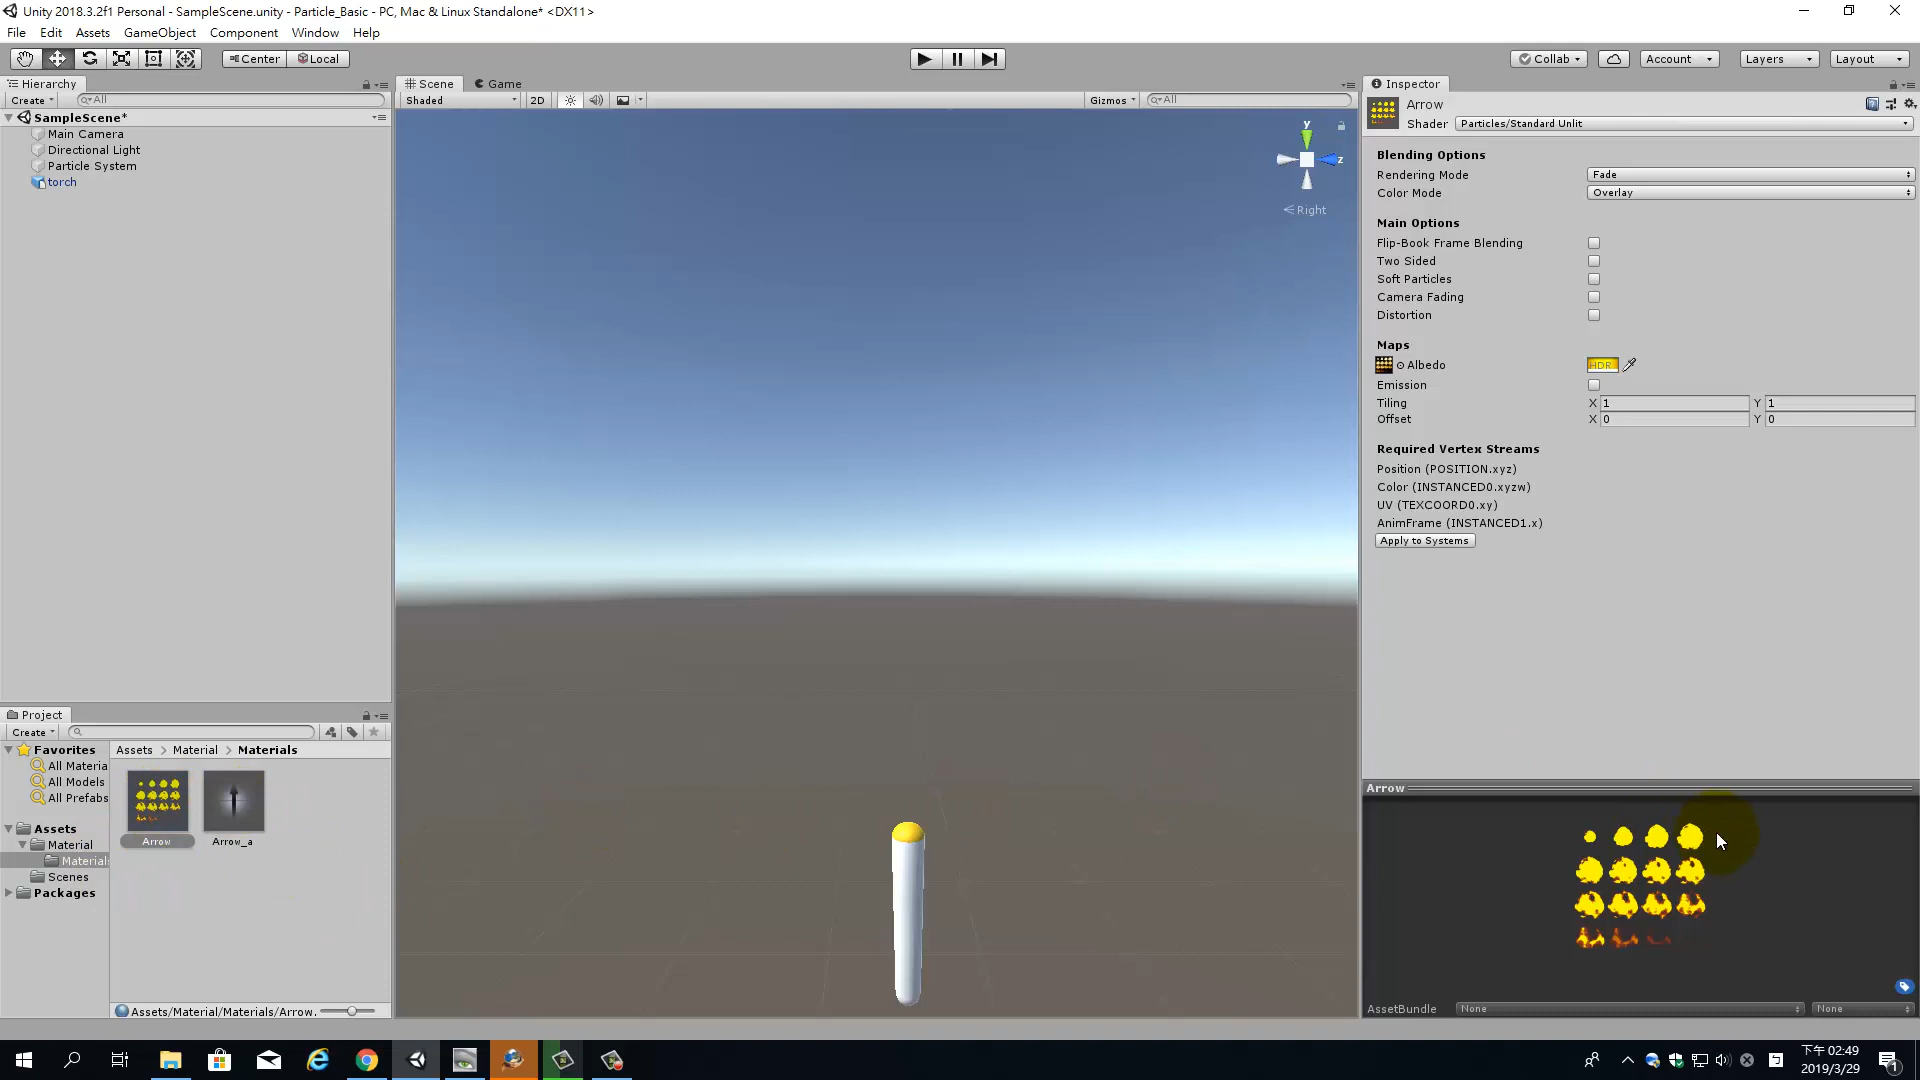 Unity 2018.3.2f1 Personal - SampleScene.unity - Particle_Basic - PC, Mac & Linux Standalone* <DX11>
File Edit Assets GameObject Component Window Help
Center Local Collab Account Layers Layout
Hierarchy
Create All
SampleScene*
Main Camera
Directional Light
Particle System
torch
Scene Game
Shaded 2D Gizmos All
y
z
Right
Inspector
Arrow
Shader Particles/Standard Unlit
Blending Options
Rendering Mode Fade
Color Mode Overlay
Main Options
Flip-Book Frame Blending
Two Sided
Soft Particles
Camera Fading
Distortion
Maps
Albedo HDR
Emission
Tiling X 1 Y 1
Offset X 0 Y 0
Required Vertex Streams
Position (POSITION.xyz)
Color (INSTANCED0.xyzw)
UV (TEXCOORD0.xy)
AnimFrame (INSTANCED1.x)
Apply to Systems
Project
Create
Favorites
All Materia
All Models
All Prefabs
Assets
Material
Material
Scenes
Packages
Assets > Material > Materials
Arrow Arrow_a
Assets/Material/Materials/Arrow.
Arrow
AssetBundle None None
下午 02:49
2019/3/29
1